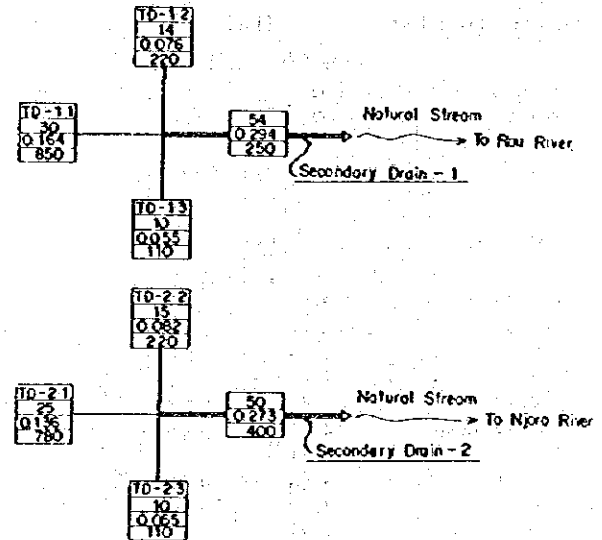 TD-1.2
14
0.076
220
TD-1.1
30
0.164
850
54
0.294
250
Natural Stream
To Rau River
Secondary Drain-1
TD-1.3
10
0.055
110
TD-2.2
15
0.082
220
TD-2.1
25
0.136
780
50
0.273
400
Natural Stream
To Njoro River
Secondary Drain-2
TD-2.3
10
0.055
110